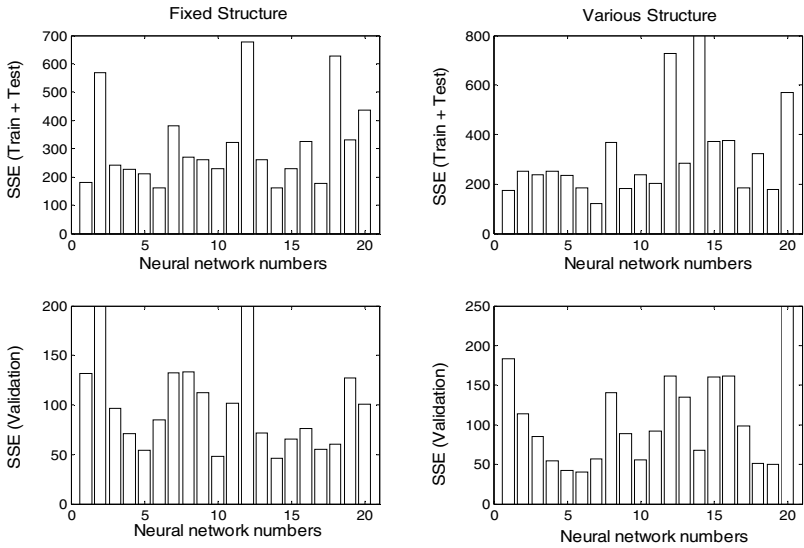 Fixed Structure
SSE (Train + Test)
700
600
500
400
300
200
100
0
0 5 10 15 20
Neural network numbers
Various Structure
SSE (Train + Test)
800
600
400
200
0
0 5 10 15 20
Neural network numbers
SSE (Validation)
200
150
100
50
0
0 5 10 15 20
Neural network numbers
SSE (Validation)
250
200
150
100
50
0
0 5 10 15 20
Neural network numbers